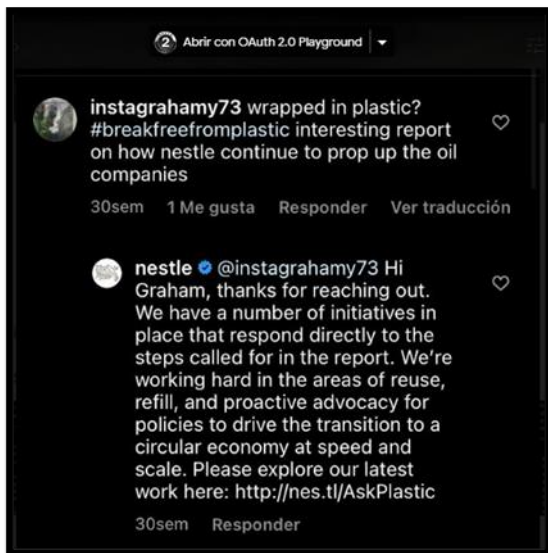 Abrir con OAuth 2.0 Playground
instagrahamy73 wrapped in plastic?
#breakfreefromplastic interesting report
on how nestle continue to prop up the oil
companies
30sem 1 Me gusta Responder Ver traducción
nestle @instagrahamy73 Hi
Graham, thanks for reaching out.
We have a number of initiatives in
place that respond directly to the
steps called for in the report. We're
working hard in the areas of reuse,
refill, and proactive advocacy for
policies to drive the transition to a
circular economy at speed and
scale. Please explore our latest
work here: http://nes.tl/AskPlastic
30sem Responder